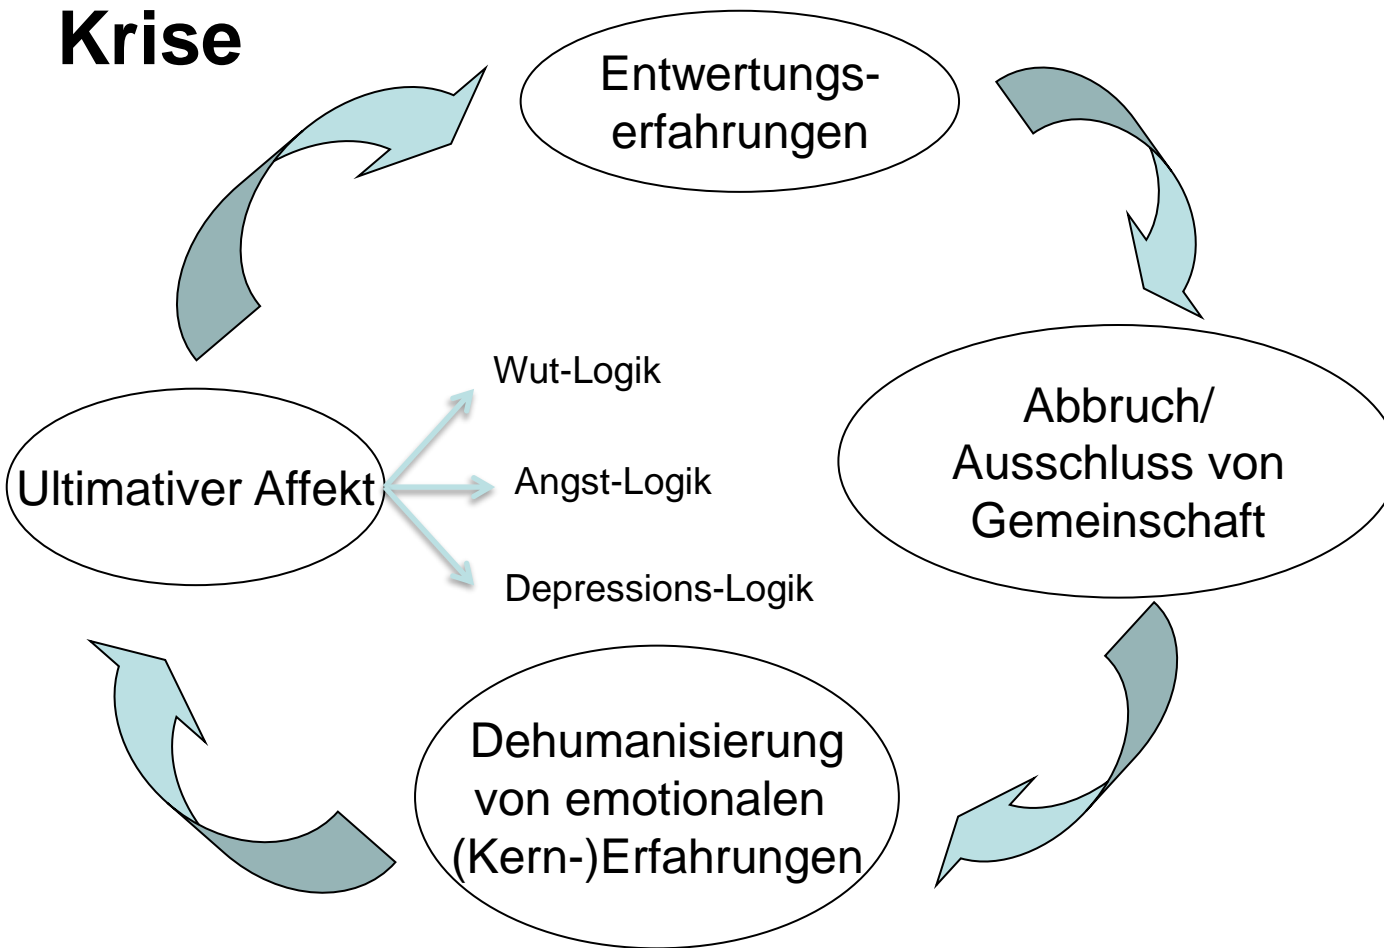 Krise
Entwertungs-
erfahrungen
Abbruch/
Ausschluss von
Gemeinschaft
Dehumanisierung
von emotionalen
(Kern-)Erfahrungen
Ultimativer Affekt
Wut-Logik
Angst-Logik
Depressions-Logik